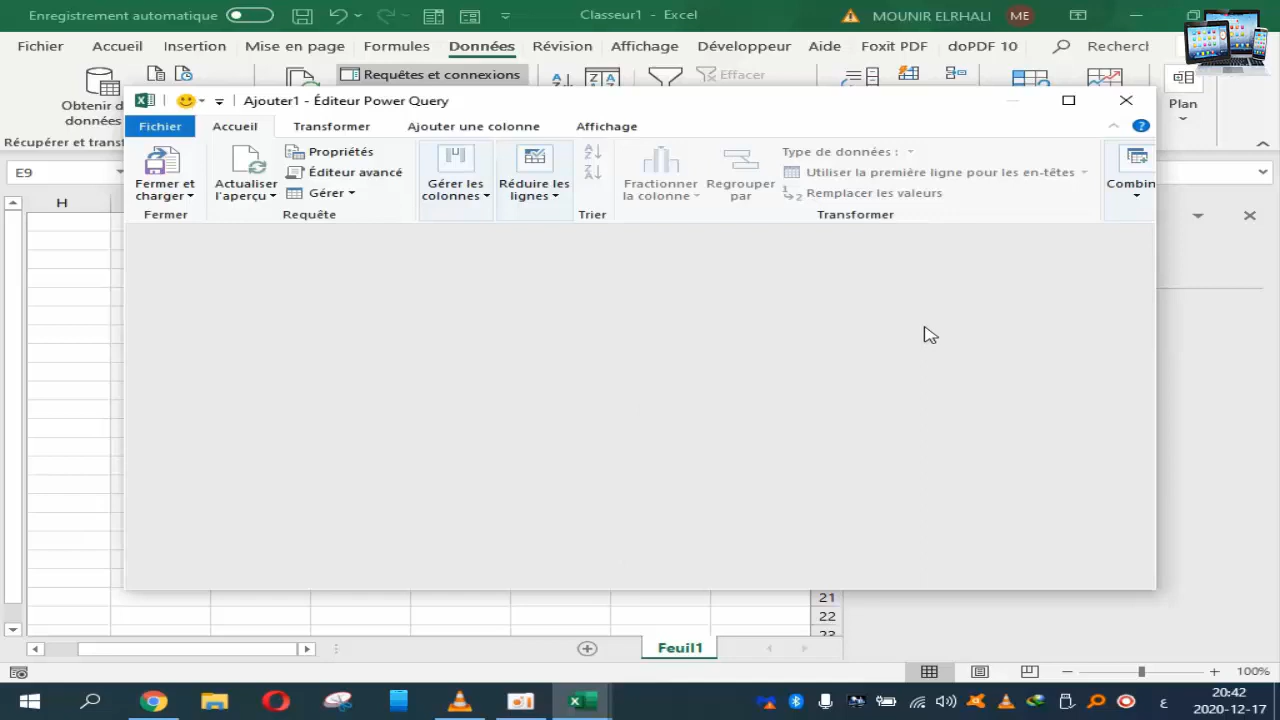 Enregistrement automatique
Classeur1 - Excel
MOUNIR ELRHALI
ME
Fichier Accueil Insertion Mise en page Formules Données Révision Affichage Développeur Aide Foxit PDF doPDF 10 Recherch
Requêtes et connexions
Effacer
Obtenir d
données
Récupérer et transf
Plan
E9
H
Ajouter1 - Éditeur Power Query
Fichier Accueil Transformer Ajouter une colonne Affichage
Fermer et
charger
Fermer
Actualiser
l'aperçu
Propriétés
Éditeur avancé
Gérer
Requête
Gérer les
colonnes
Réduire les
lignes
Trier
Fractionner
la colonne
Regrouper
par
Type de données :
Utiliser la première ligne pour les en-têtes
Remplacer les valeurs
Transformer
Combin
21
22
23
Feuil1
100%
20:42
2020-12-17
ع